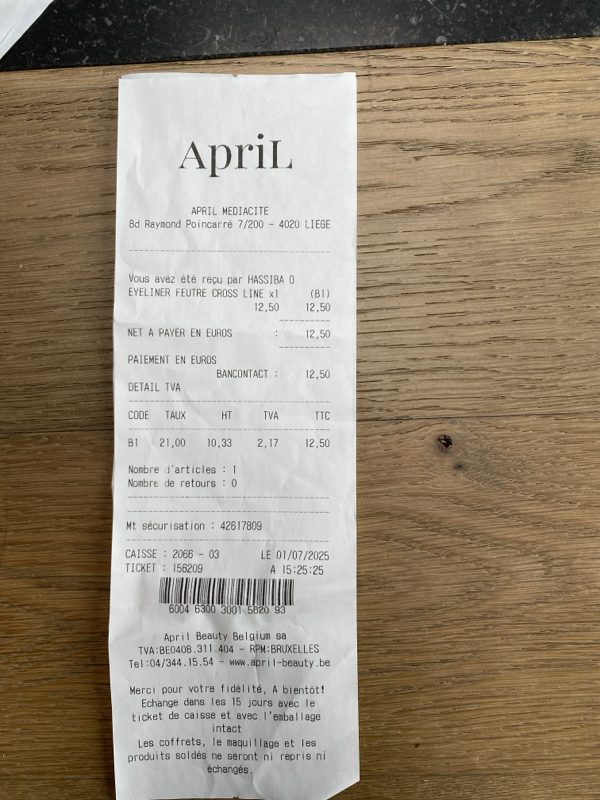 ApriL
APRIL MEDIACITE
Bd Raymond Poincarré 7/200 - 4020 LIEGE
Vous avez été reçu par HASSIBA O
EYELINER FEUTRE CROSS LINE x1 (B1)
12,50 12,50
NET A PAYER EN EUROS : 12,50
PAIEMENT EN EUROS
BANCONTACT : 12,50
DETAIL TVA
CODE TAUX HT TVA TTC
B1 21,00 10,33 2,17 12,50
Nombre d'articles : 1
Nombre de retours : 0
Mt sécurisation : 42617809
CAISSE : 2066 - 03 LE 01/07/2025
TICKET : 156209 A 15:25:25
6004 6300 3001 5620 93
April Beauty Belgium sa
TVA:BE0408.311.404 - RPM:BRUXELLES
Tel:04/344.15.54 - www.april-beauty.be
Merci pour votre fidélité, A bientôt!
Echange dans les 15 jours avec le
ticket de caisse et avec l'emballage
intact
Les coffrets, le maquillage et les
produits soldés ne seront ni repris ni
échangés.